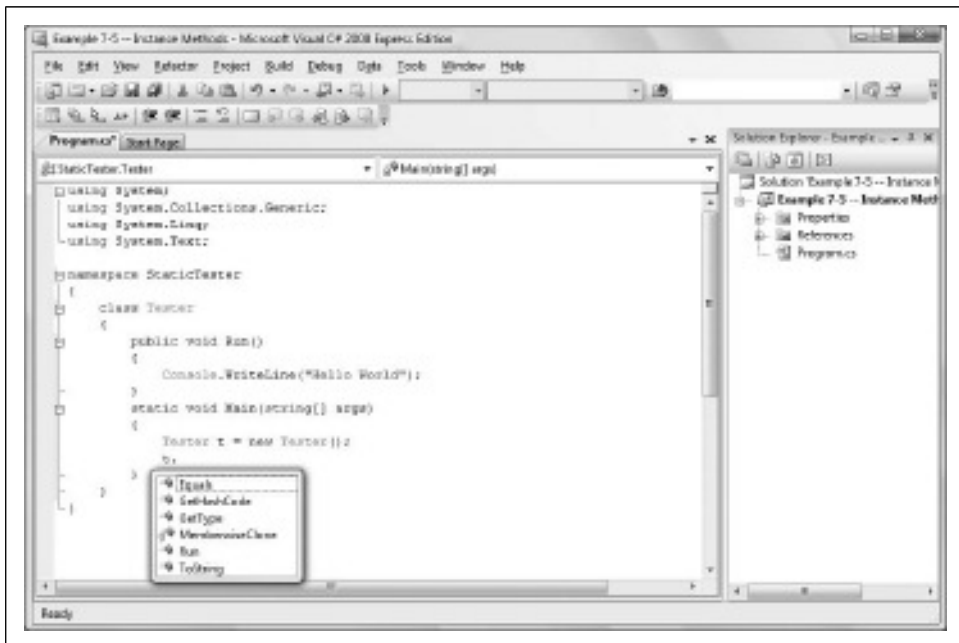 Example 7-5 -- Instance Methods - Microsoft Visual C# 2008 Express Edition
File Edit View Refactor Project Build Debug Data Tools Window Help
Program.cs* Start Page
StaticTester.Tester
Main(string[] args)
using System;
using System.Collections.Generic;
using System.Linq;
using System.Text;
namespace StaticTester
{
class Tester
{
public void Run()
{
Console.WriteLine("Hello World");
}
static void Main(string[] args)
{
Tester t = new Tester();
t.
}
}
}
Equals
GetHashCode
GetType
MemberwiseClone
Run
ToString
Solution Explorer - Example ...
Solution 'Example 7-5 -- Instance M
Example 7-5 -- Instance Meth
Properties
References
Program.cs
Ready